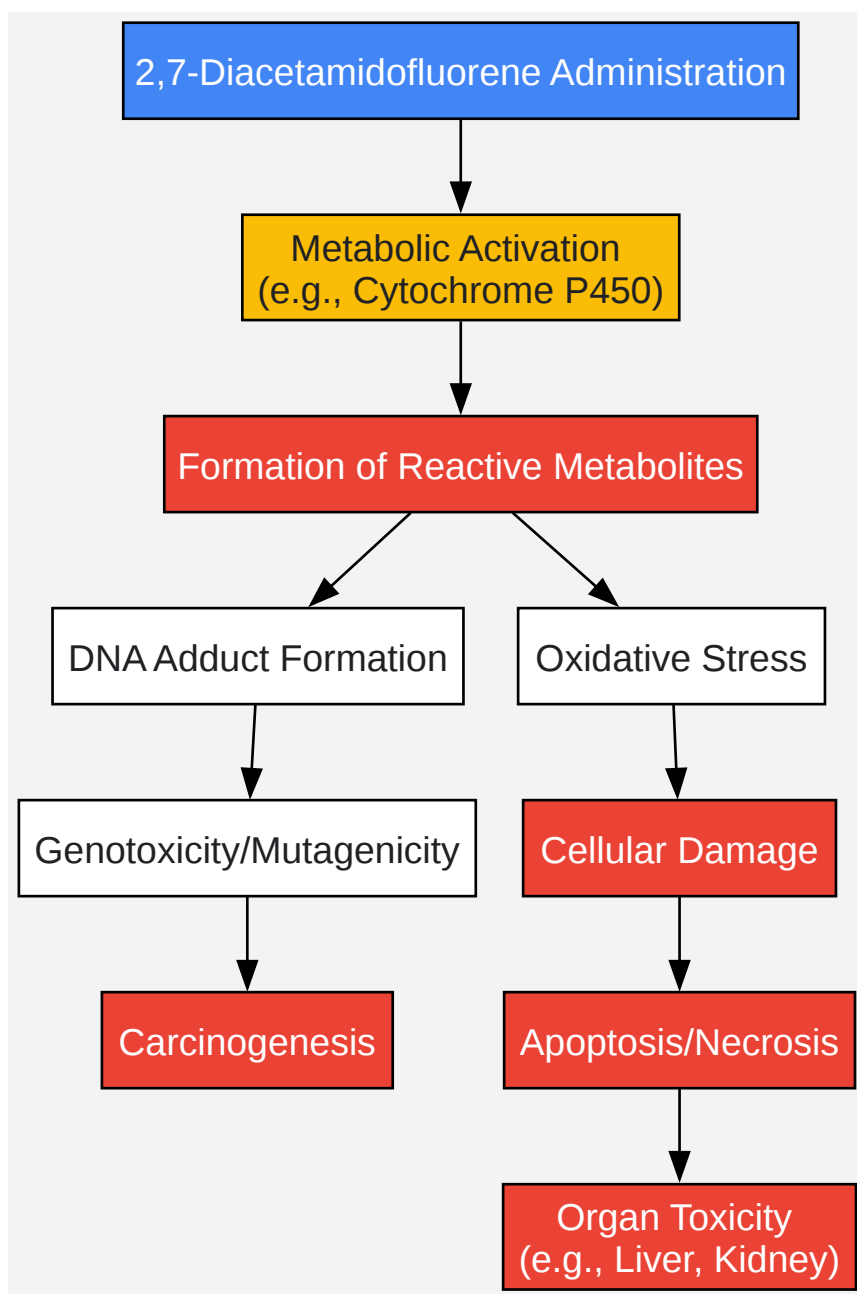 2,7-Diacetamidofluorene Administration
Metabolic Activation
(e.g., Cytochrome P450)
Formation of Reactive Metabolites
DNA Adduct Formation
Oxidative Stress
Genotoxicity/Mutagenicity
Cellular Damage
Carcinogenesis
Apoptosis/Necrosis
Organ Toxicity
(e.g., Liver, Kidney)